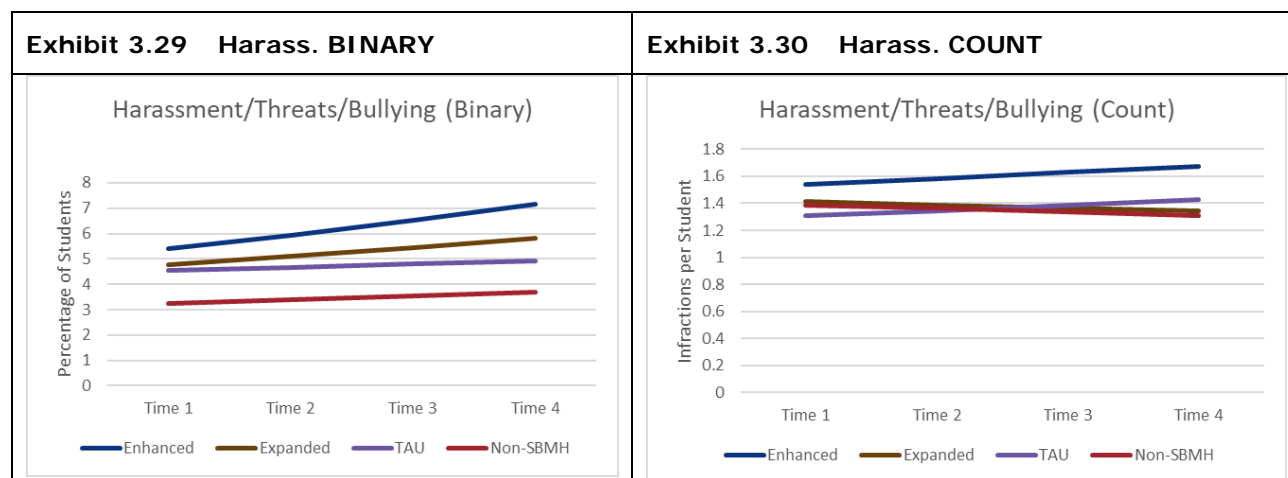 Exhibit 3.29 Harass. BINARY
Harassment/Threats/Bullying (Binary)
Percentage of Students
8
7
6
5
4
3
2
1
0
Time 1 Time 2 Time 3 Time 4
Enhanced Expanded TAU Non-SBMH
Exhibit 3.30 Harass. COUNT
Harassment/Threats/Bullying (Count)
Infractions per Student
1.8
1.6
1.4
1.2
1
0.8
0.6
0.4
0.2
0
Time 1 Time 2 Time 3 Time 4
Enhanced Expanded TAU Non-SBMH